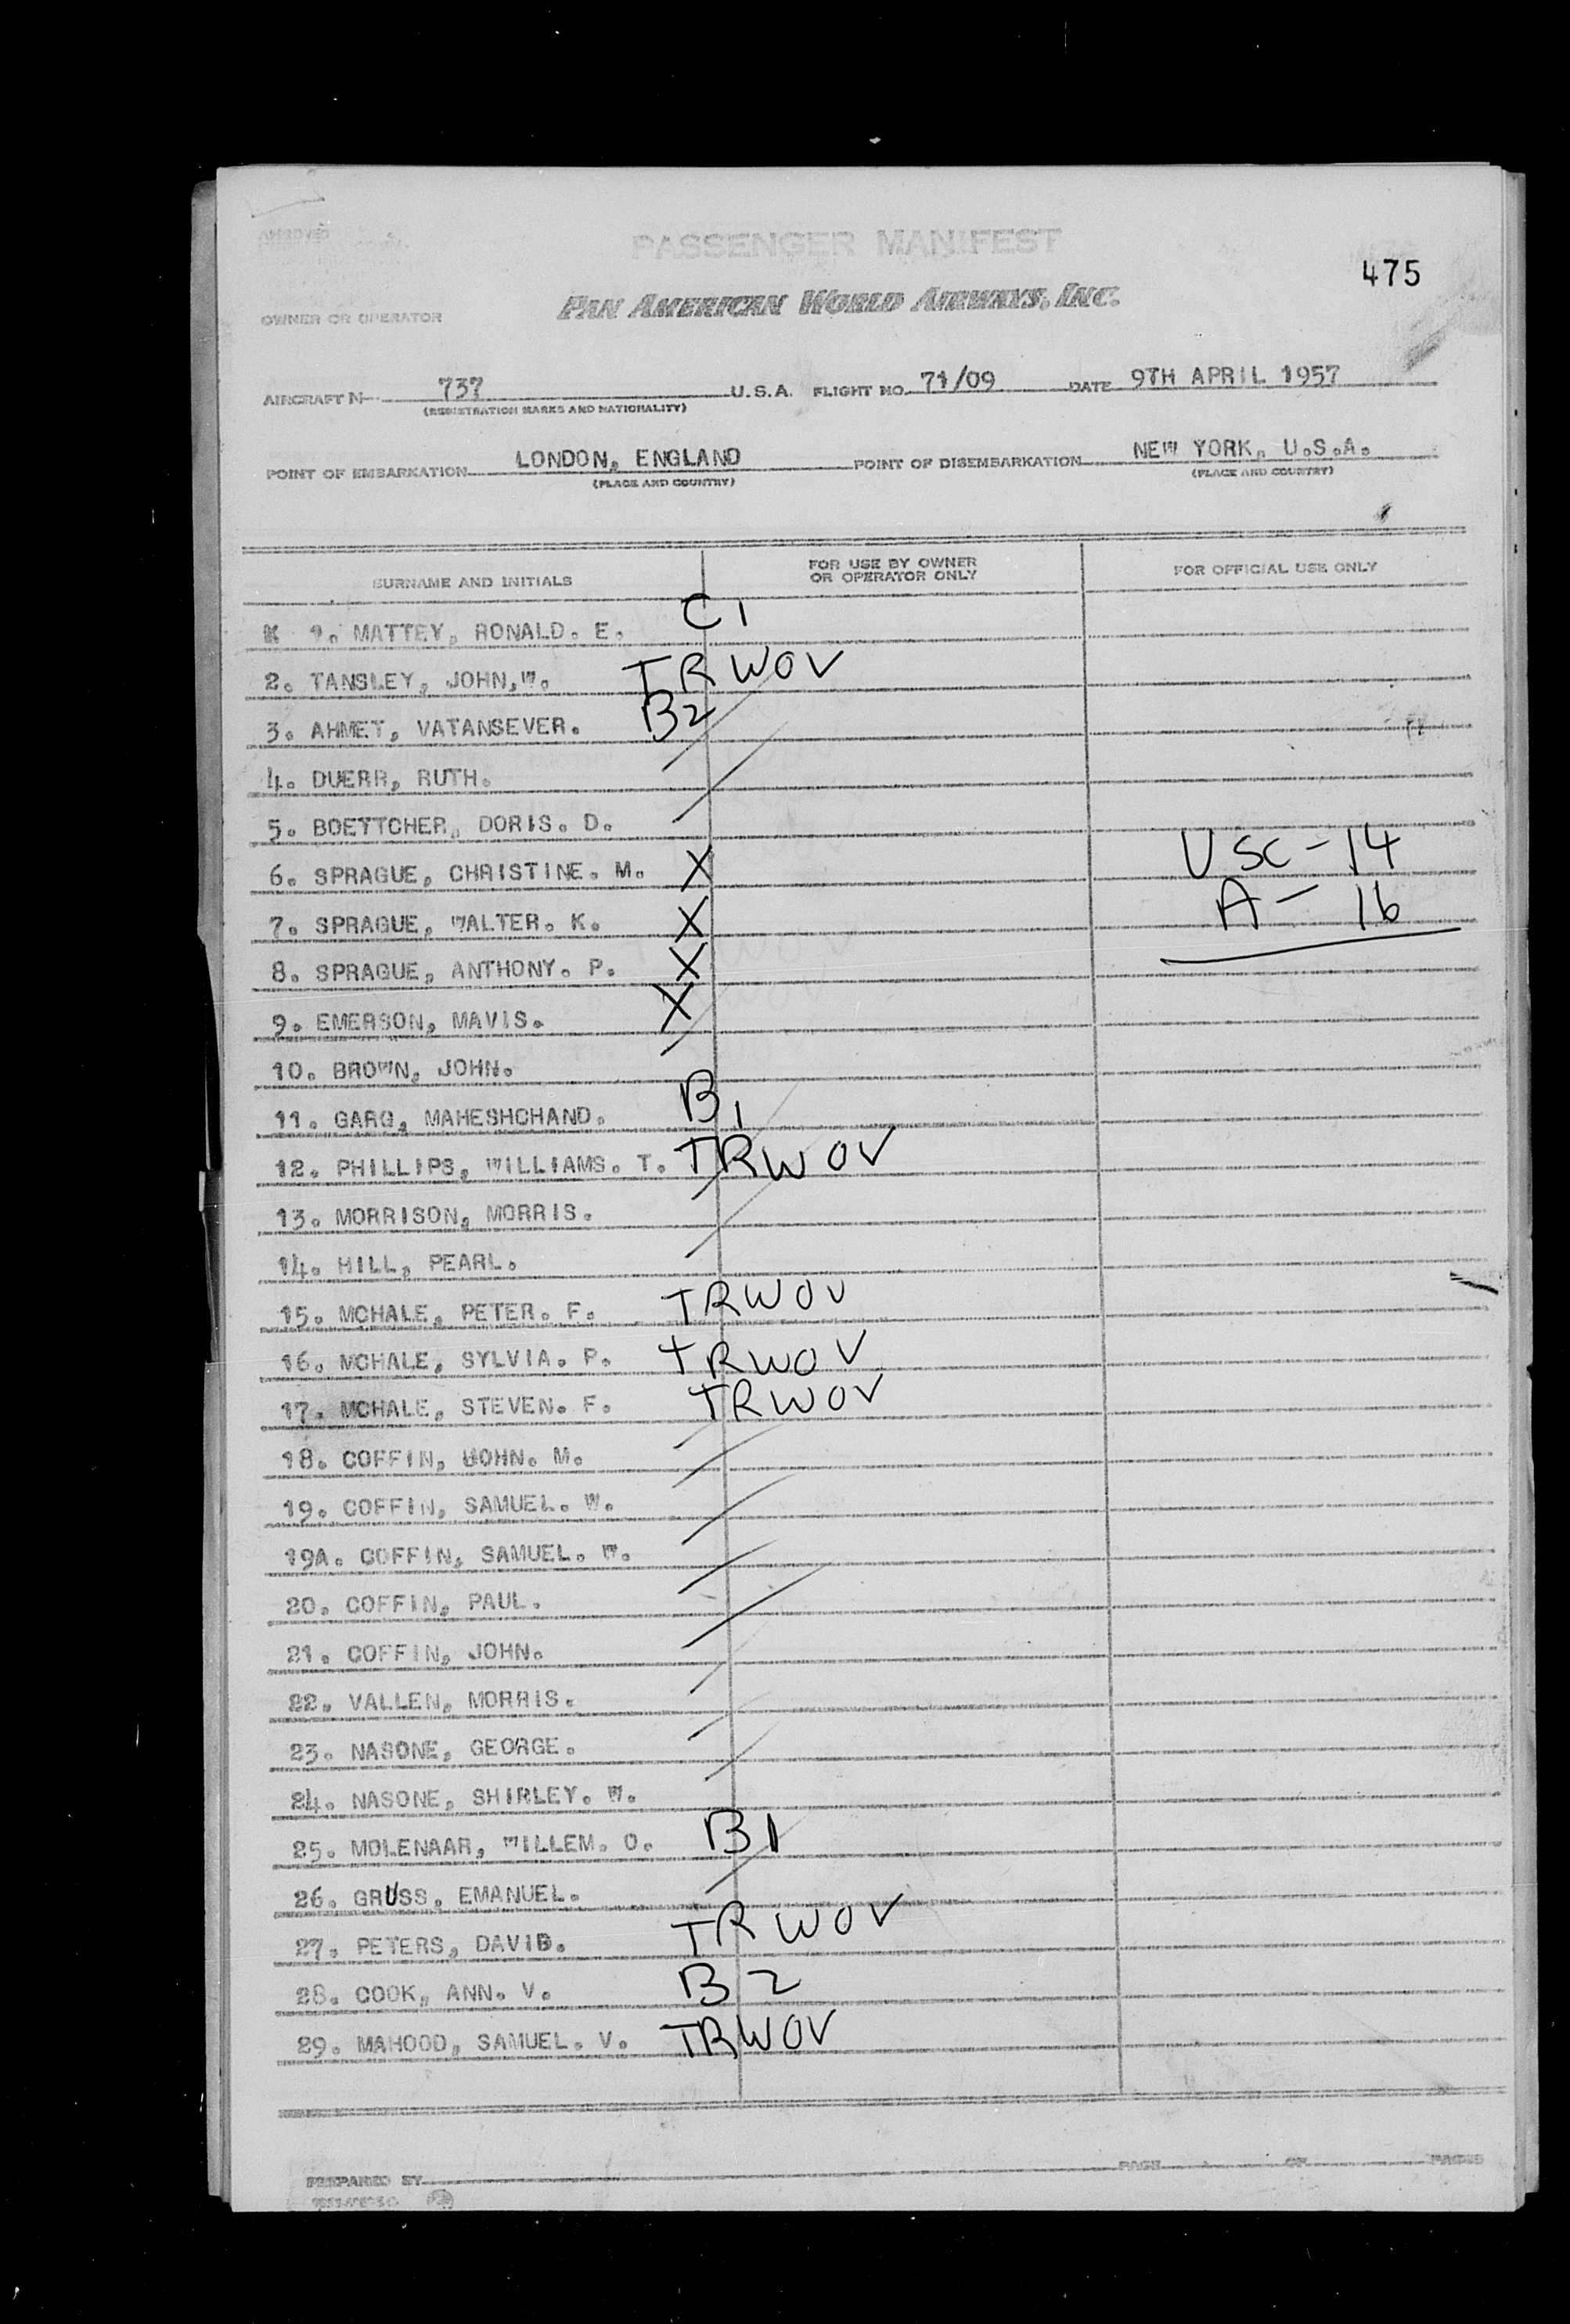 PASSENGER MANIFEST
475
PAN AMERICAN WORLD AIRWAYS, INC.
OWNER OR OPERATOR
AIRCRAFT N 737 U.S.A. FLIGHT NO. 71/09 DATE 9TH APRIL 1957
(REGISTRATION MARKS AND NATIONALITY)
POINT OF EMBARKATION LONDON, ENGLAND POINT OF DISEMBARKATION NEW YORK, U.S.A.
(PLACE AND COUNTRY) (PLACE AND COUNTRY)
SURNAME AND INITIALS FOR USE BY OWNER OR OPERATOR ONLY FOR OFFICIAL USE ONLY
1. MATTEY, RONALD. E. C1
2. TANSLEY, JOHN,W. TRWOV
3. AHMET, VATANSEVER. B2
4. DUERR, RUTH.
5. BOETTCHER, DORIS. D.
6. SPRAGUE, CHRISTINE. M. X USC-14
7. SPRAGUE, WALTER. K. X A- 16
8. SPRAGUE, ANTHONY. P. X
9. EMERSON, MAVIS. X
10. BROWN, JOHN.
11. GARG, MAHESHCHAND. B1
12. PHILLIPS, WILLIAMS. T. TRWOV
13. MORRISON, MORRIS.
14. HILL, PEARL.
15. MCHALE, PETER. F. TRWOV
16. MCHALE, SYLVIA. P. TRWOV
17. MCHALE, STEVEN. F. TRWOV
18. COFFIN, JOHN. M.
19. COFFIN, SAMUEL. W.
19A. COFFIN, SAMUEL. W.
20. COFFIN, PAUL.
21. COFFIN, JOHN.
22. VALLEN, MORRIS.
23. NASONE, GEORGE.
24. NASONE, SHIRLEY. W.
25. MOLENAAR, WILLEM. O. B1
26. GRUSS, EMANUEL.
27. PETERS, DAVID. TRWOV
28. COOK, ANN. V. B2
29. MAHOOD, SAMUEL. V. TRWOV
PREPARED BY PAGE OF PAGES